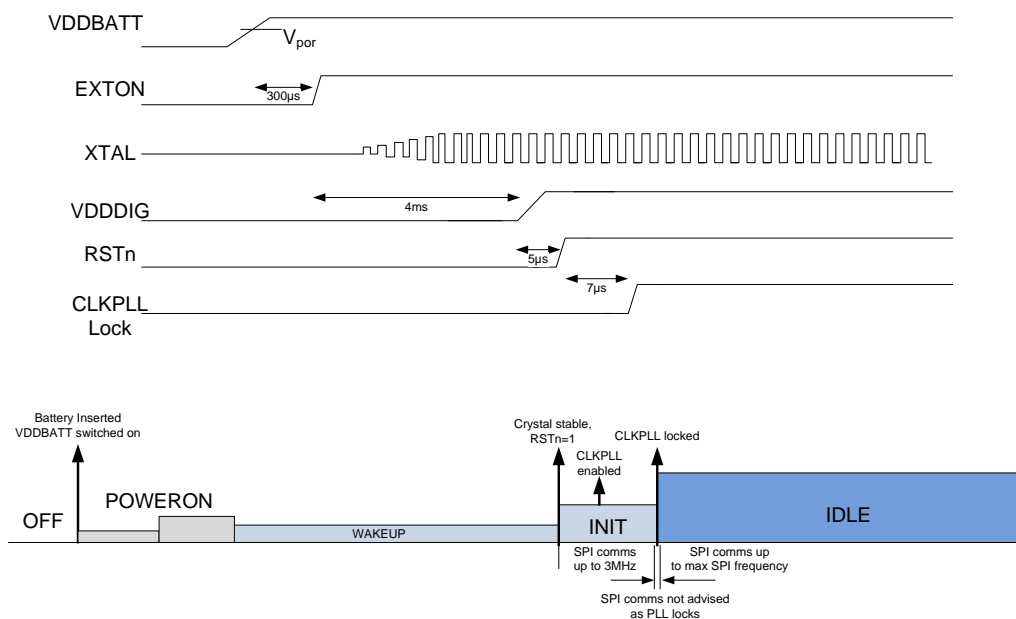 VDDBATT
Vpor
EXTON
300µs
XTAL
4ms
VDDDIG
RSTn
5µs
7µs
CLKPLL
Lock
Battery Inserted
VDDBATT switched on
Crystal stable,
RSTn=1
CLKPLL locked
CLKPLL
enabled
POWERON
OFF
WAKEUP
INIT
IDLE
SPI comms
up to 3MHz
SPI comms up
to max SPI frequency
SPI comms not advised
as PLL locks